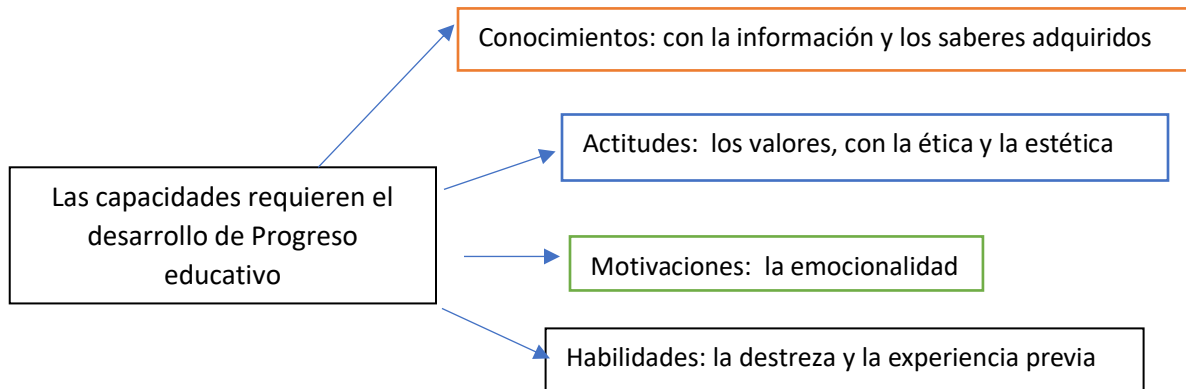 Conocimientos: con la información y los saberes adquiridos
Actitudes: los valores, con la ética y la estética
Las capacidades requieren el
desarrollo de Progreso
educativo
Motivaciones: la emocionalidad
Habilidades: la destreza y la experiencia previa